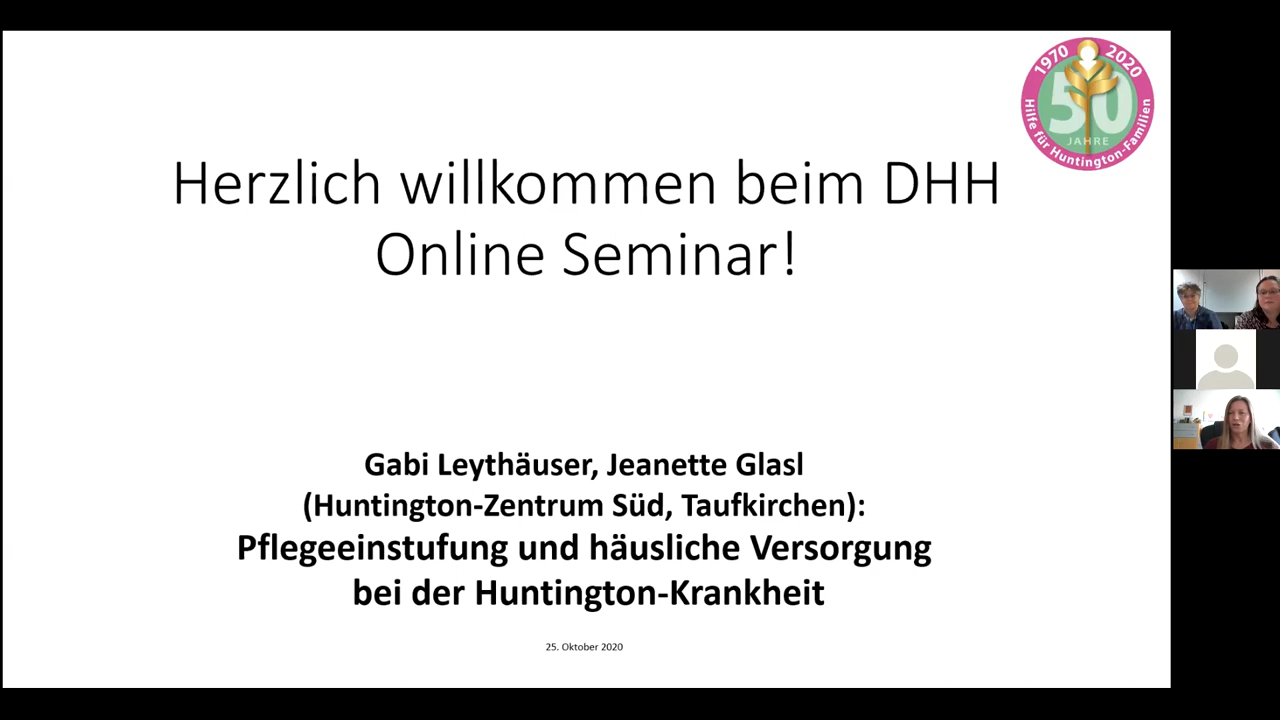 1970 2020
50
JAHRE
Hilfe für Huntington-Familien
Herzlich willkommen beim DHH
Online Seminar!
Gabi Leythäuser, Jeanette Glasl
(Huntington-Zentrum Süd, Taufkirchen):
Pflegeeinstufung und häusliche Versorgung
bei der Huntington-Krankheit
25. Oktober 2020